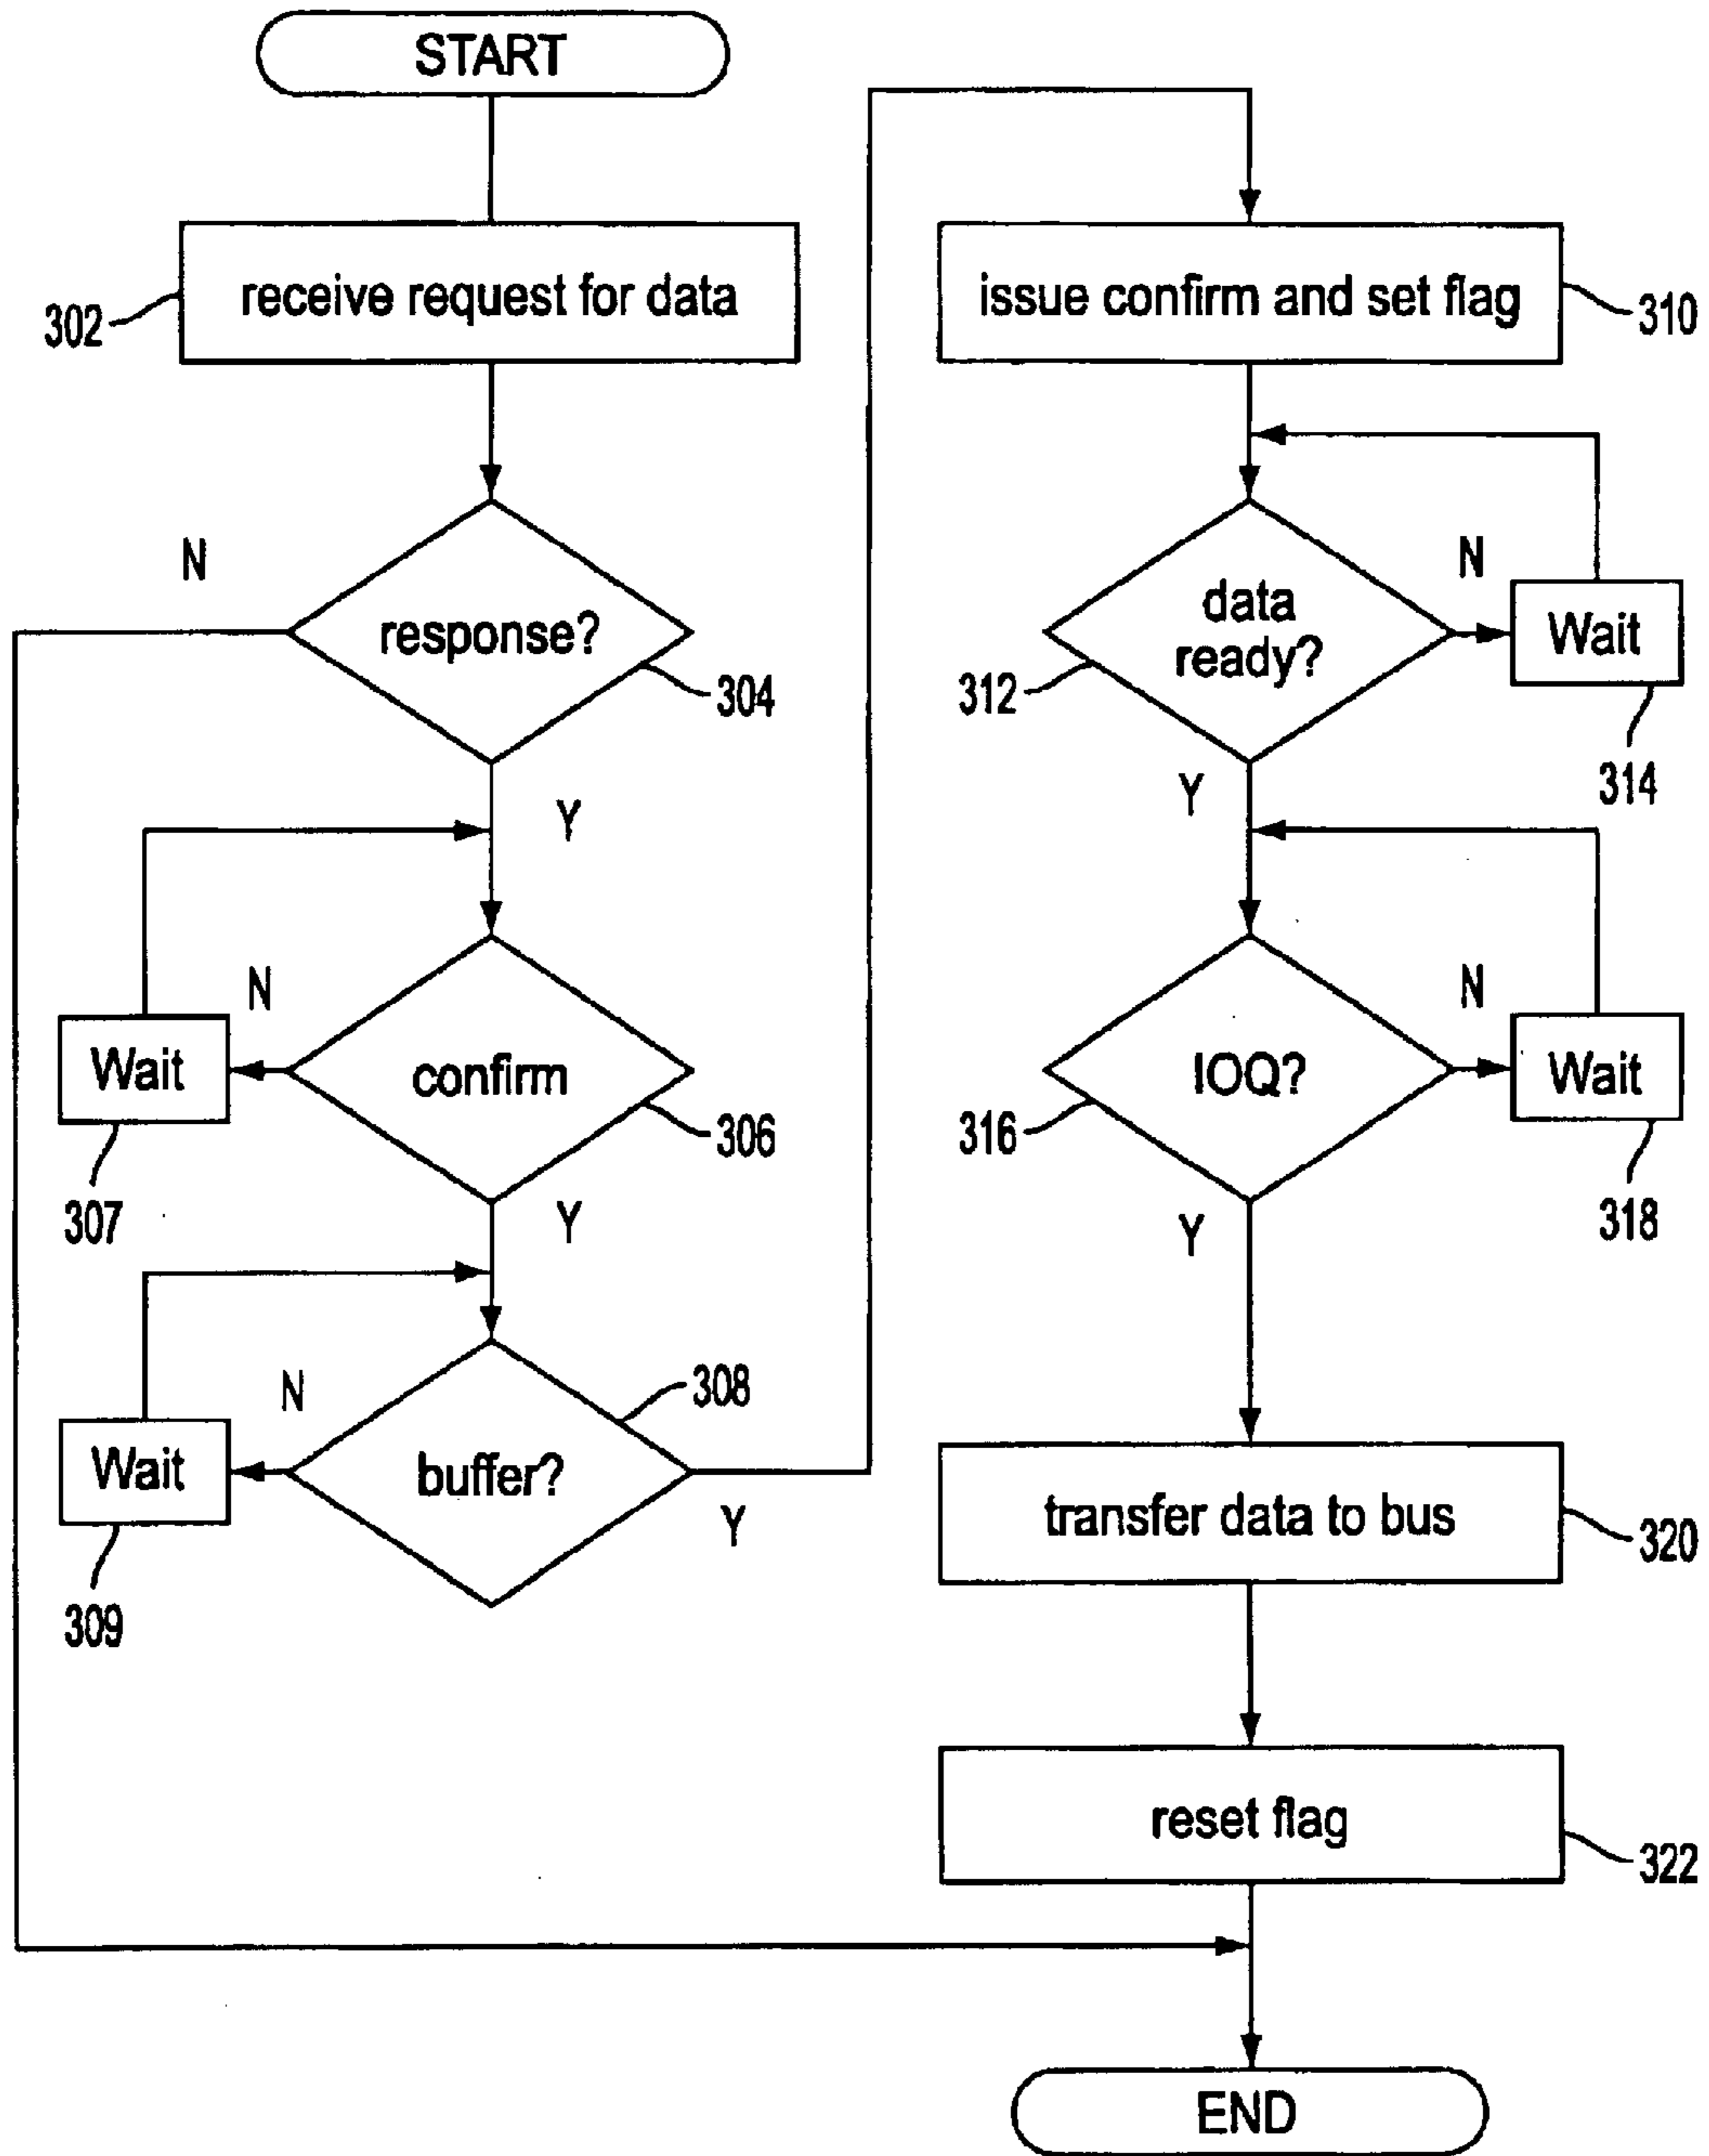 START
receive request for data
302
N
response?
304
Y
N
Wait
confirm
307
306
Y
N
308
Wait
buffer?
309
Y
issue confirm and set flag
310
data
ready?
N
Wait
312
314
Y
IOQ?
N
Wait
316
318
Y
transfer data to bus
320
reset flag
322
END